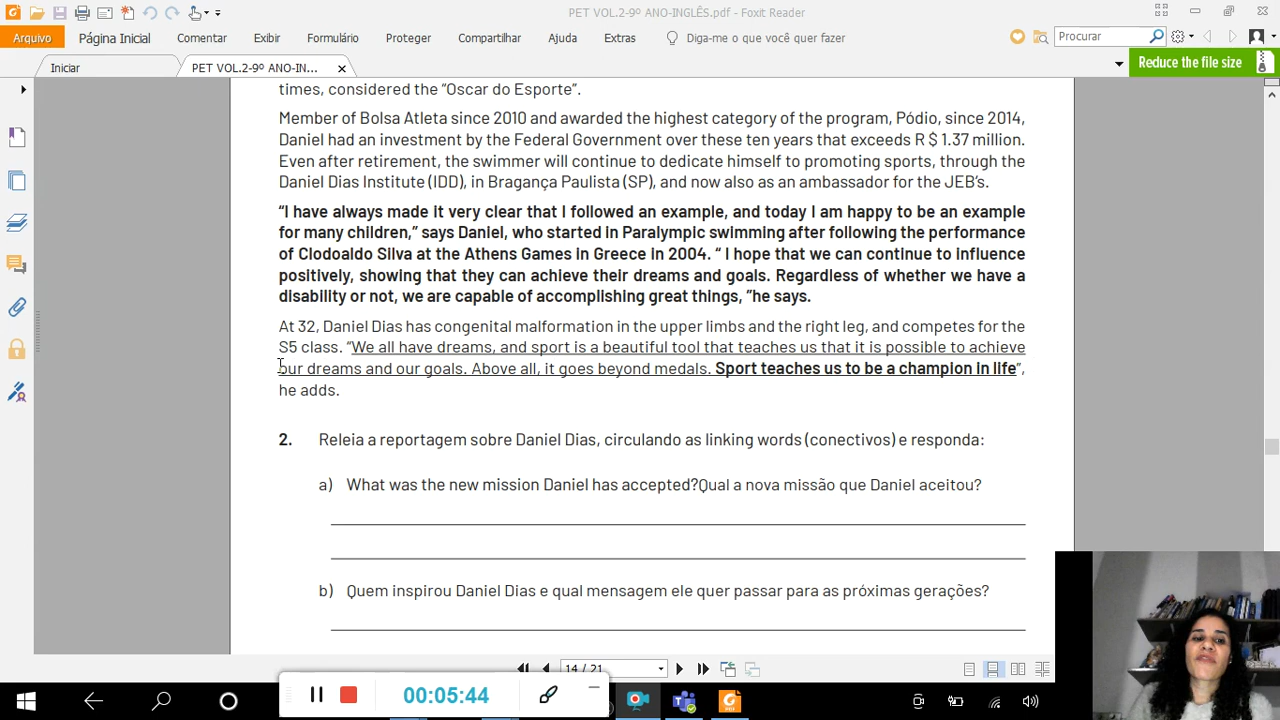 PET VOL.2-9º ANO-INGLÊS.pdf - Foxit Reader
Arquivo Página Inicial Comentar Exibir Formulário Proteger Compartilhar Ajuda Extras Diga-me o que você quer fazer Procurar
Iniciar PET VOL.2-9º ANO-IN... Reduce the file size
times, considered the “Oscar do Esporte”.
Member of Bolsa Atleta since 2010 and awarded the highest category of the program, Pódio, since 2014,
Daniel had an investment by the Federal Government over these ten years that exceeds R $ 1.37 million.
Even after retirement, the swimmer will continue to dedicate himself to promoting sports, through the
Daniel Dias Institute (IDD), in Bragança Paulista (SP), and now also as an ambassador for the JEB’s.
“I have always made it very clear that I followed an example, and today I am happy to be an example
for many children,” says Daniel, who started in Paralympic swimming after following the performance
of Clodoaldo Silva at the Athens Games in Greece in 2004. “ I hope that we can continue to influence
positively, showing that they can achieve their dreams and goals. Regardless of whether we have a
disability or not, we are capable of accomplishing great things, ”he says.
At 32, Daniel Dias has congenital malformation in the upper limbs and the right leg, and competes for the
S5 class. “We all have dreams, and sport is a beautiful tool that teaches us that it is possible to achieve
our dreams and our goals. Above all, it goes beyond medals. Sport teaches us to be a champion in life”,
he adds.
2. Releia a reportagem sobre Daniel Dias, circulando as linking words (conectivos) e responda:
a) What was the new mission Daniel has accepted?Qual a nova missão que Daniel aceitou?
b) Quem inspirou Daniel Dias e qual mensagem ele quer passar para as próximas gerações?
14 / 21
00:05:44